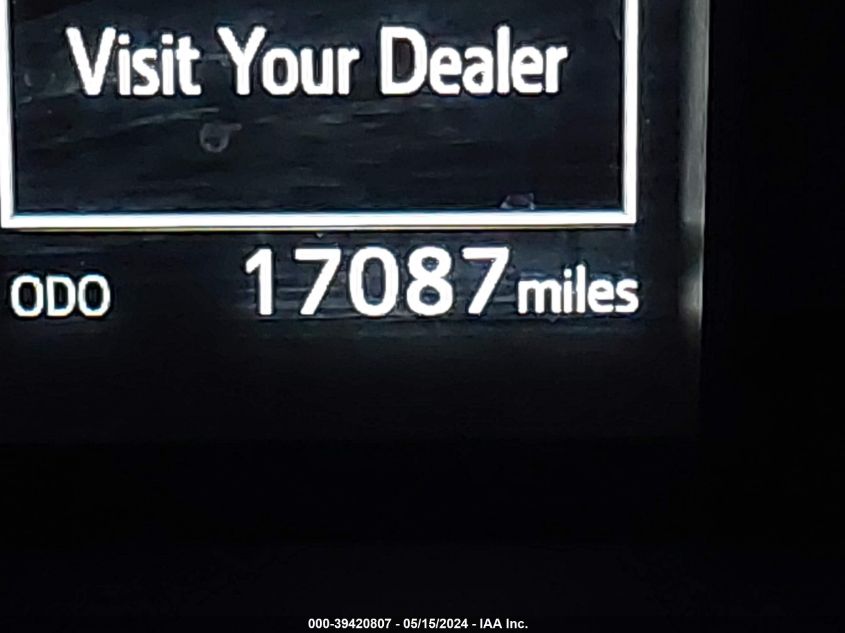 Visit Your Dealer
ODO 17087 miles
000-39420807 - 05/15/2024 - IAA Inc.